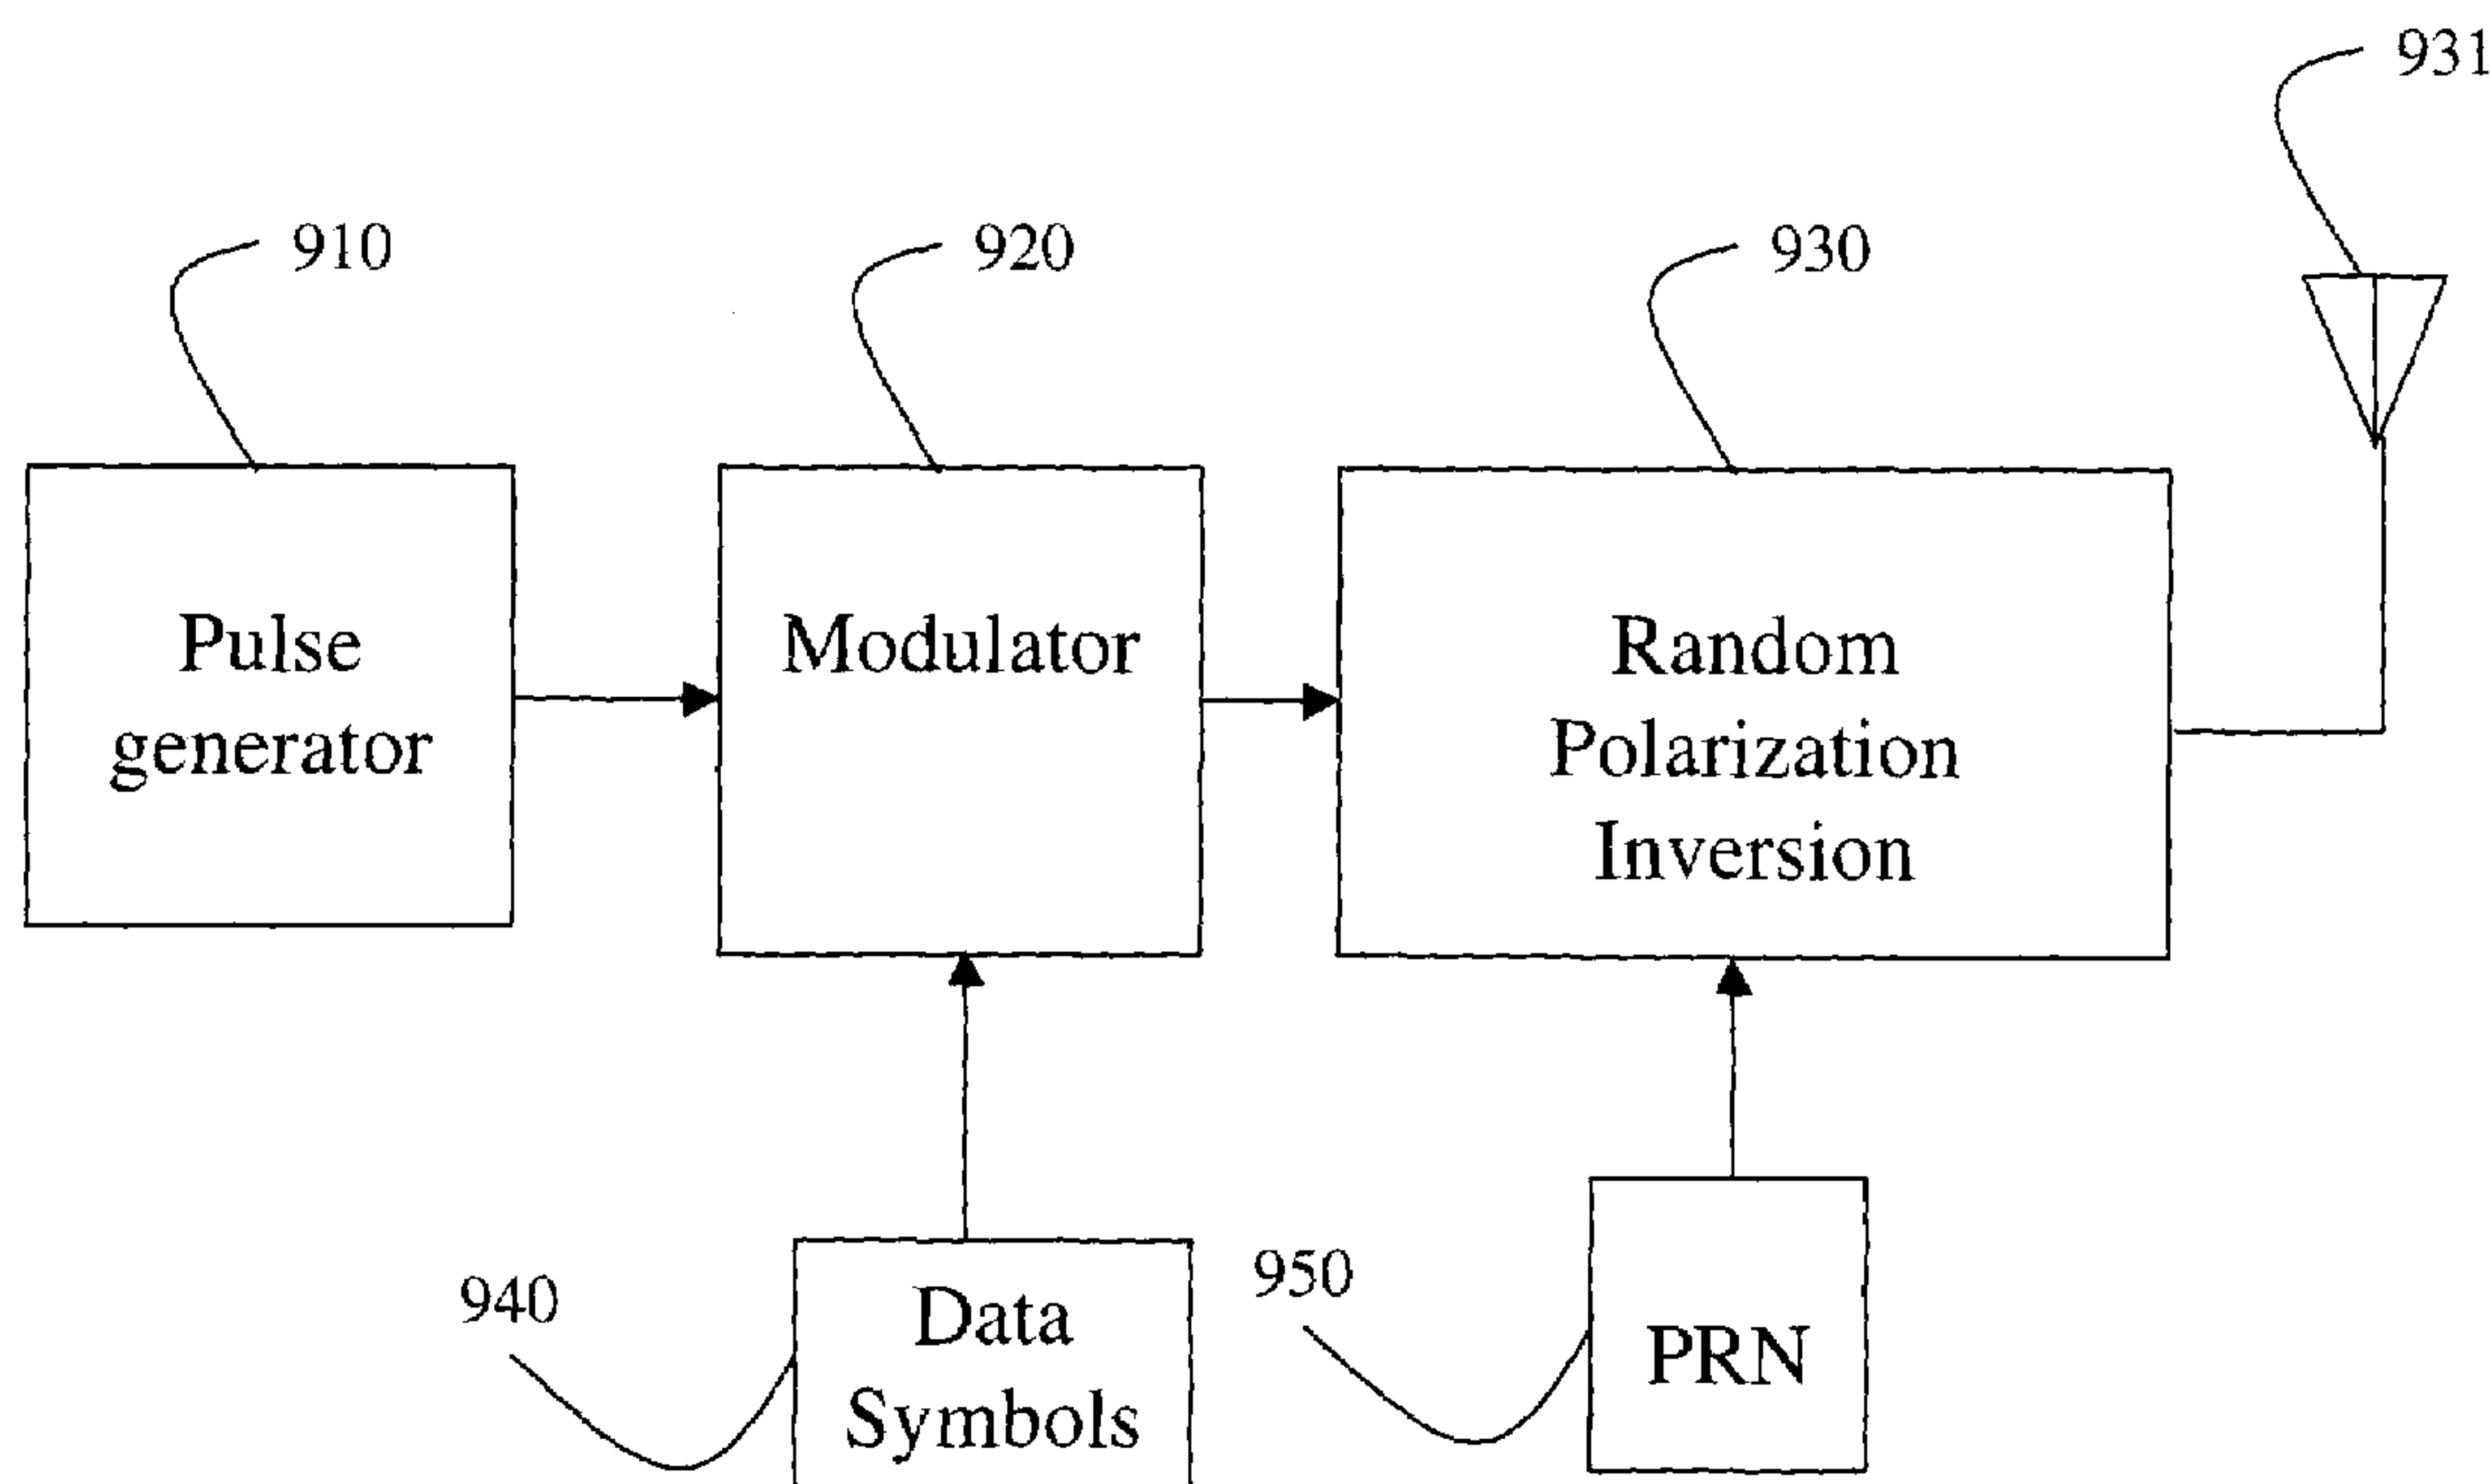 931
910
920
930
Pulse
generator
Modulator
Random
Polarization
Inversion
940
Data
Symbols
950
PRN